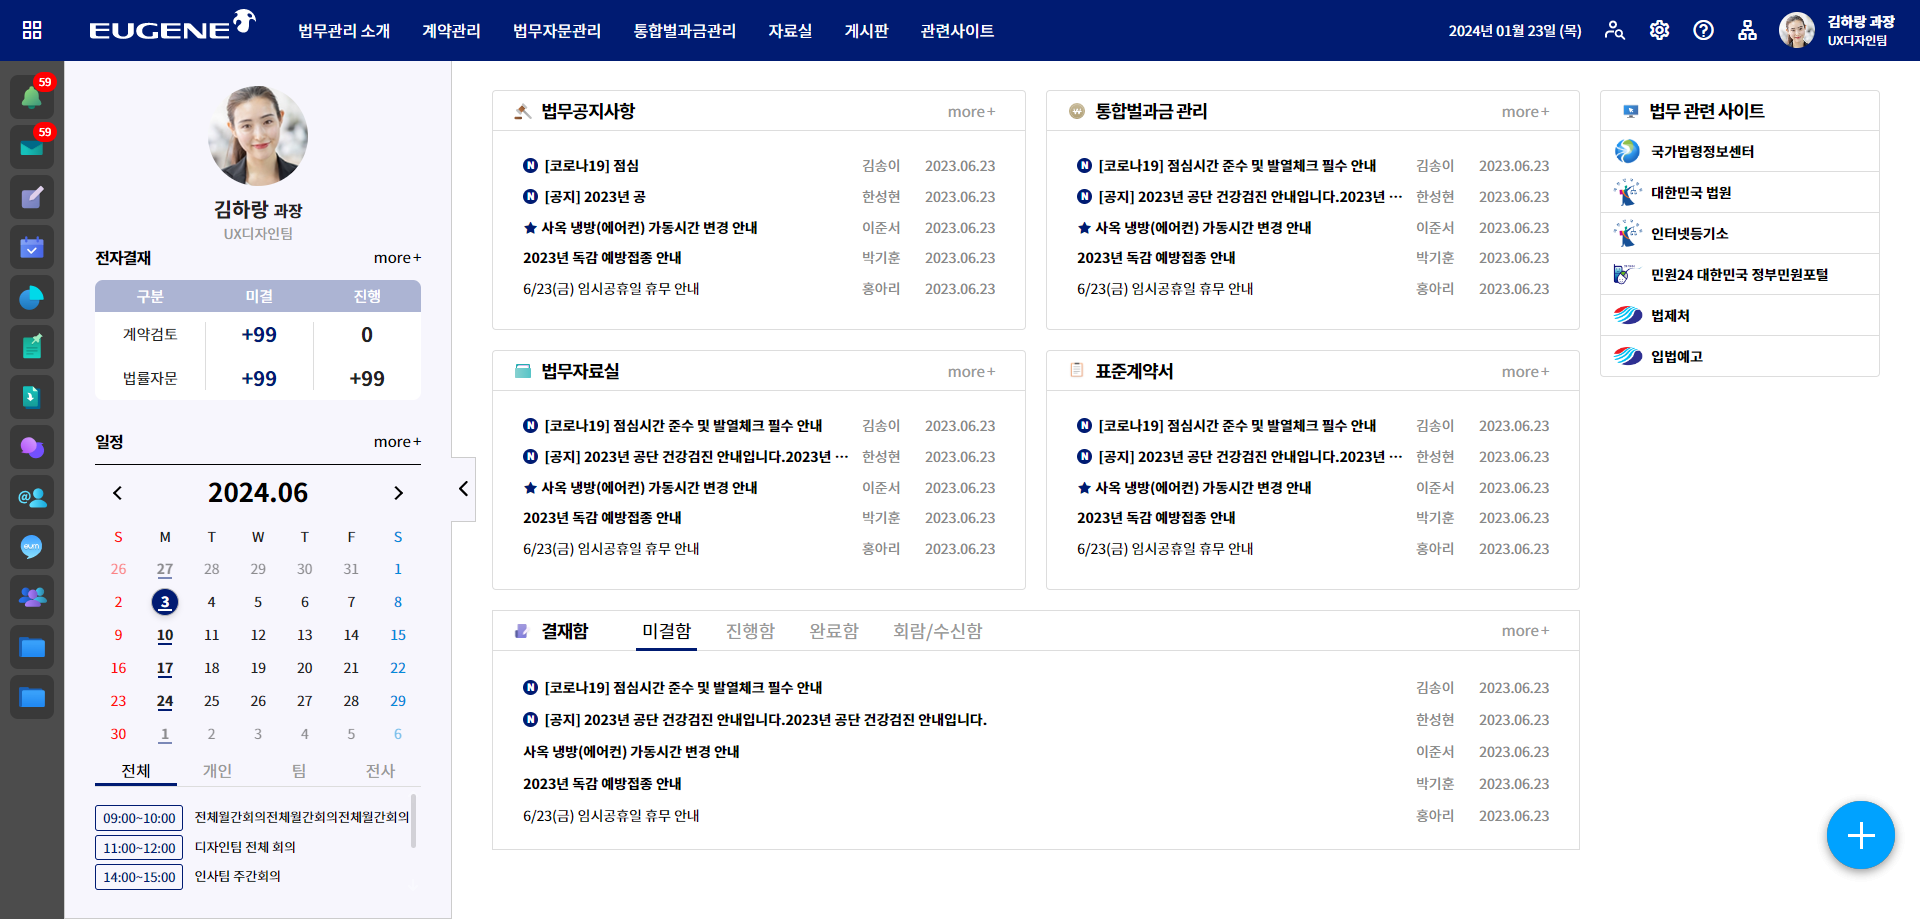 EUGENE 법무관리 소개 계약관리 법무자문관리 통합벌과금관리 자료실 게시판 관련사이트 2024년 01월 23일 (목) 김하랑 과장
UX디자인팀
59
59
김하랑 과장
UX디자인팀
전자결재 more+
구분 미결 진행
계약검토 +99 0
법률자문 +99 +99
일정 more+
2024.06
S M T W T F S
26 27 28 29 30 31 1
2 3 4 5 6 7 8
9 10 11 12 13 14 15
16 17 18 19 20 21 22
23 24 25 26 27 28 29
30 1 2 3 4 5 6
전체 개인 팀 전사
09:00~10:00 전체월간회의전체월간회의전체월간회의
11:00~12:00 디자인팀 전체 회의
14:00~15:00 인사팀 주간회의
eum
법무공지사항 more+
N [코로나19] 점심 김송이 2023.06.23
N [공지] 2023년 공 한성현 2023.06.23
사옥 냉방(에어컨) 가동시간 변경 안내 이준서 2023.06.23
2023년 독감 예방접종 안내 박기훈 2023.06.23
6/23(금) 임시공휴일 휴무 안내 홍아리 2023.06.23
통합벌과금 관리 more+
N [코로나19] 점심시간 준수 및 발열체크 필수 안내 김송이 2023.06.23
N [공지] 2023년 공단 건강검진 안내입니다.2023년 ··· 한성현 2023.06.23
사옥 냉방(에어컨) 가동시간 변경 안내 이준서 2023.06.23
2023년 독감 예방접종 안내 박기훈 2023.06.23
6/23(금) 임시공휴일 휴무 안내 홍아리 2023.06.23
법무 관련 사이트
국가법령정보센터
대한민국 법원
인터넷등기소
민원24 대한민국 정부민원포털
법제처
입법예고
법무자료실 more+
N [코로나19] 점심시간 준수 및 발열체크 필수 안내 김송이 2023.06.23
N [공지] 2023년 공단 건강검진 안내입니다.2023년 ··· 한성현 2023.06.23
사옥 냉방(에어컨) 가동시간 변경 안내 이준서 2023.06.23
2023년 독감 예방접종 안내 박기훈 2023.06.23
6/23(금) 임시공휴일 휴무 안내 홍아리 2023.06.23
표준계약서 more+
N [코로나19] 점심시간 준수 및 발열체크 필수 안내 김송이 2023.06.23
N [공지] 2023년 공단 건강검진 안내입니다.2023년 ··· 한성현 2023.06.23
사옥 냉방(에어컨) 가동시간 변경 안내 이준서 2023.06.23
2023년 독감 예방접종 안내 박기훈 2023.06.23
6/23(금) 임시공휴일 휴무 안내 홍아리 2023.06.23
결재함 미결함 진행함 완료함 회람/수신함 more+
N [코로나19] 점심시간 준수 및 발열체크 필수 안내 김송이 2023.06.23
N [공지] 2023년 공단 건강검진 안내입니다.2023년 공단 건강검진 안내입니다. 한성현 2023.06.23
사옥 냉방(에어컨) 가동시간 변경 안내 이준서 2023.06.23
2023년 독감 예방접종 안내 박기훈 2023.06.23
6/23(금) 임시공휴일 휴무 안내 홍아리 2023.06.23